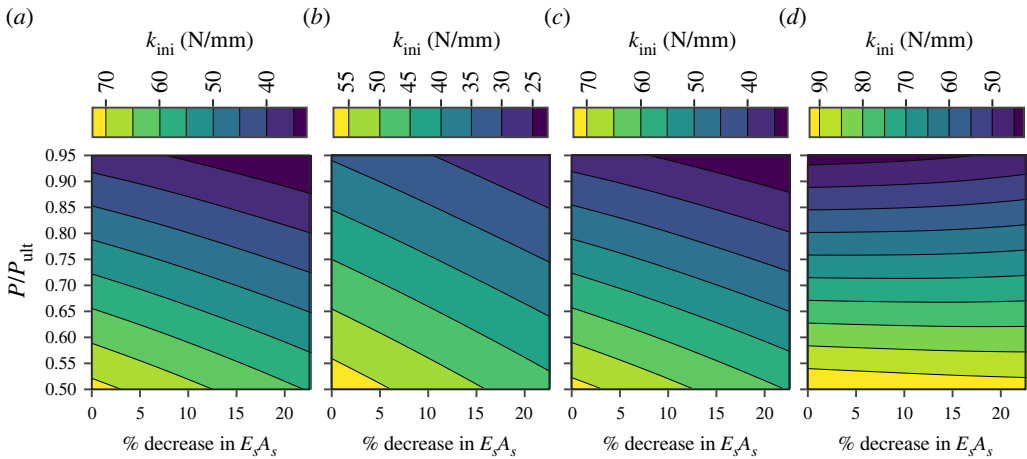 (a) (b) (c) (d)
k_ini (N/mm) k_ini (N/mm) k_ini (N/mm) k_ini (N/mm)
70 60 50 40 55 50 45 40 35 30 25 70 60 50 40 90 80 70 60 50
0.95
0.90
0.85
0.80
0.75
0.70
0.65
0.60
0.55
0.50
P/P_ult
0 5 10 15 20 0 5 10 15 20 0 5 10 15 20 0 5 10 15 20
% decrease in E_sA_s % decrease in E_sA_s % decrease in E_sA_s % decrease in E_sA_s